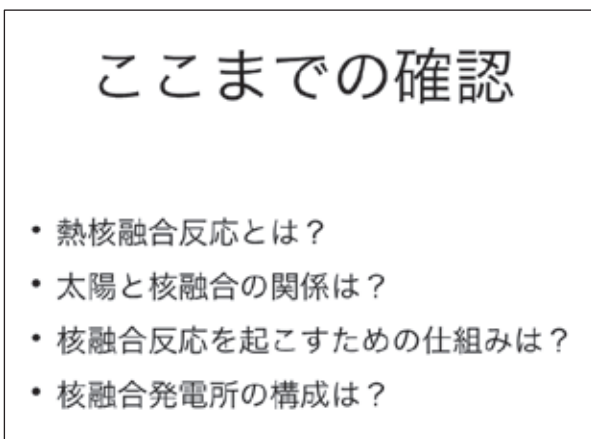 ここまでの確認
• 熱核融合反応とは？
• 太陽と核融合の関係は？
• 核融合反応を起こすための仕組みは？
• 核融合発電所の構成は？